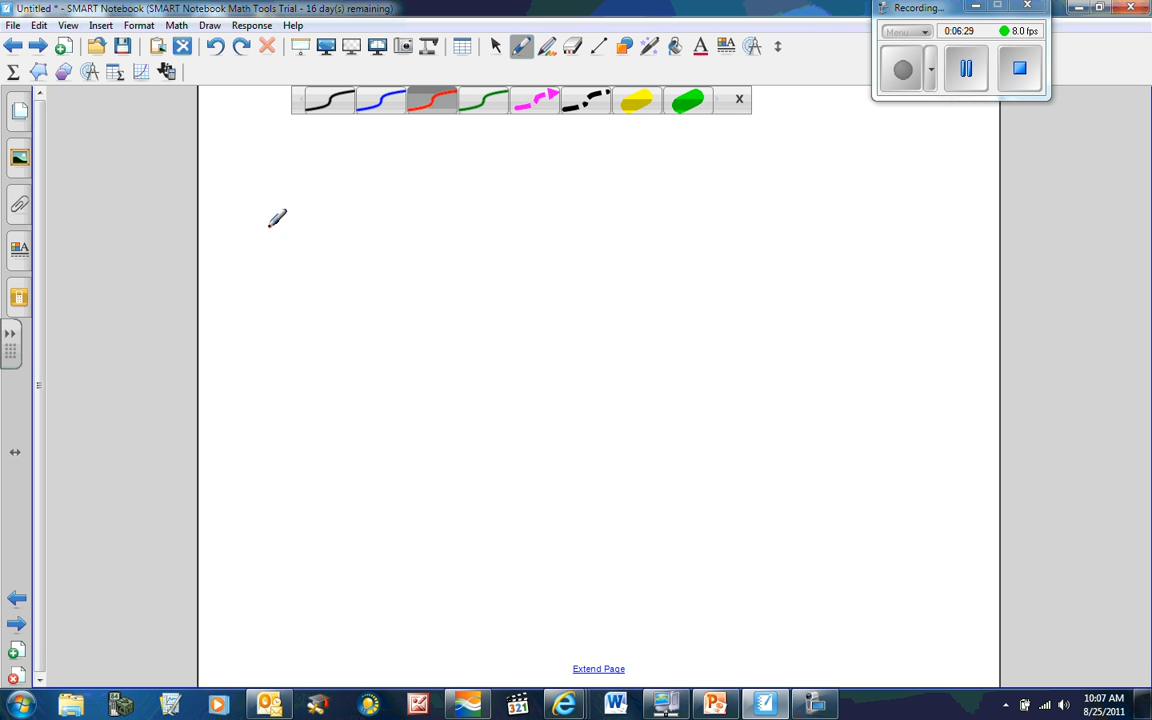 Untitled * - SMART Notebook (SMART Notebook Math Tools Trial - 16 day(s) remaining)
Recording...
File Edit View Insert Format Math Draw Response Help
Menu 0:06:29 8.0 fps
x
Extend Page
321
10:07 AM
8/25/2011